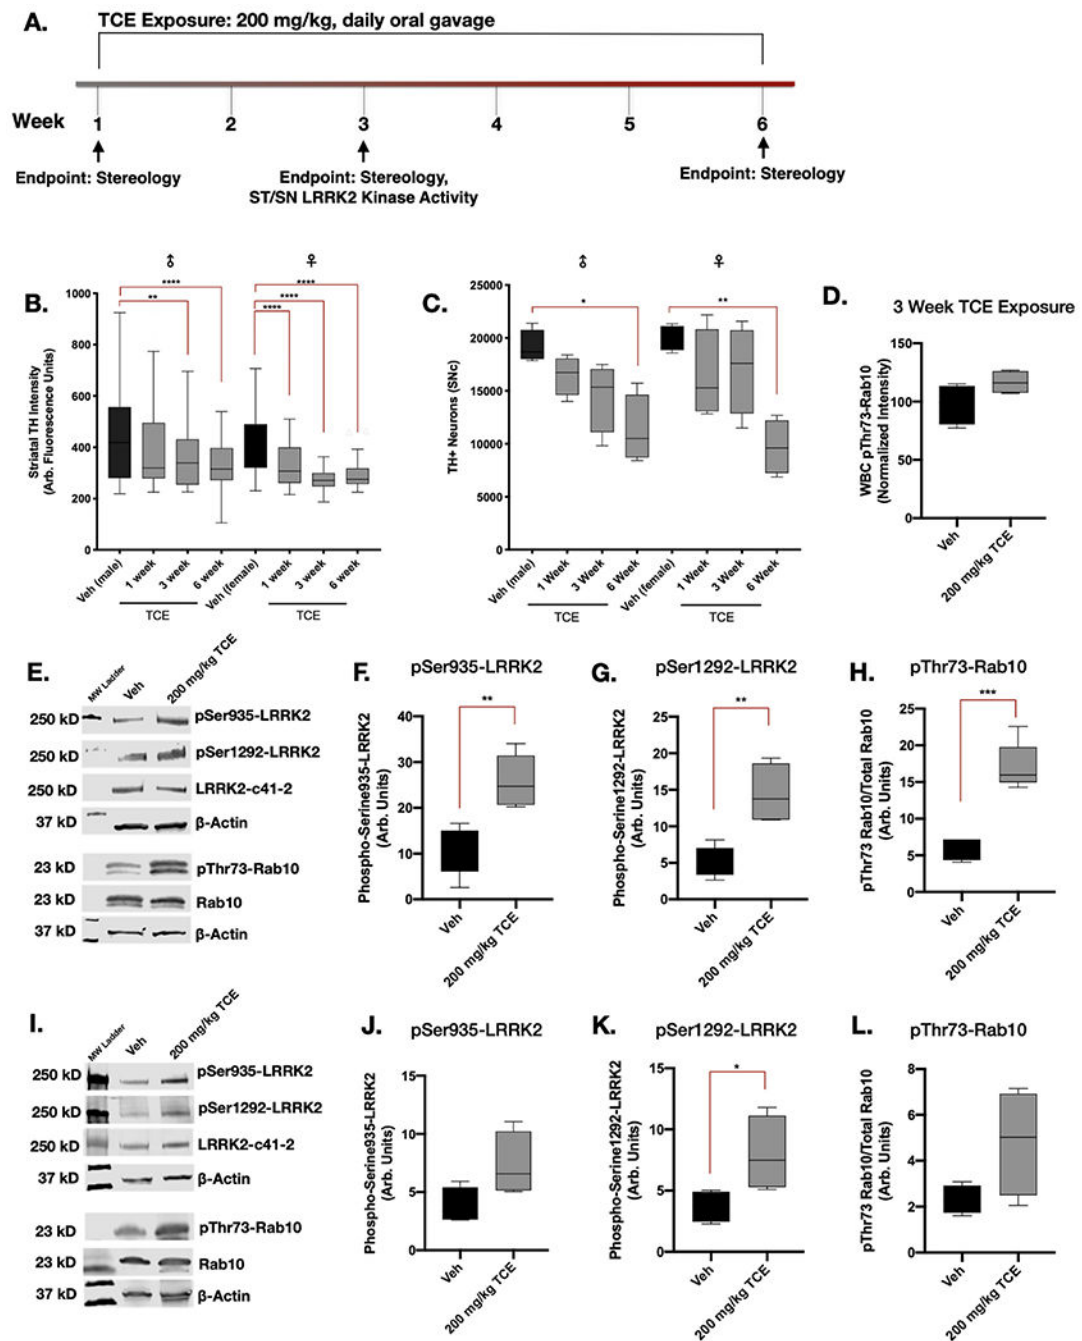 A.
TCE Exposure: 200 mg/kg, daily oral gavage
Week
1 2 3 4 5 6
Endpoint: Stereology
Endpoint: Stereology,
ST/SN LRRK2 Kinase Activity
Endpoint: Stereology
B.
♂ ♀
**
****
****
****
****
Striatal TH Intensity
(Arb. Fluorescence Units)
1000
800
600
400
200
0
Veh (male)
1 week
3 week
6 week
Veh (female)
1 week
3 week
6 week
TCE
TCE
C.
♂ ♀
*
**
TH+ Neurons (SNc)
25000
20000
15000
10000
5000
0
Veh (male)
1 Week
3 Week
6 Week
Veh (female)
1 Week
3 Week
6 Week
TCE
TCE
D.
3 Week TCE Exposure
WBC pThr73-Rab10
(Normalized Intensity)
150
100
50
0
Veh
200 mg/kg TCE
E.
MW Ladder
Veh
200 mg/kg TCE
250 kD pSer935-LRRK2
250 kD pSer1292-LRRK2
250 kD LRRK2-c41-2
37 kD β-Actin
23 kD pThr73-Rab10
23 kD Rab10
37 kD β-Actin
F.
pSer935-LRRK2
**
Phospho-Serine935-LRRK2
(Arb. Units)
40
30
20
10
0
Veh
200 mg/kg TCE
G.
pSer1292-LRRK2
**
Phospho-Serine1292-LRRK2
(Arb. Units)
25
20
15
10
5
0
Veh
200 mg/kg TCE
H.
pThr73-Rab10
***
pThr73 Rab10/Total Rab10
(Arb. Units)
25
20
15
10
5
0
Veh
200 mg/kg TCE
I.
MW Ladder
Veh
200 mg/kg TCE
250 kD pSer935-LRRK2
250 kD pSer1292-LRRK2
250 kD LRRK2-c41-2
37 kD β-Actin
23 kD pThr73-Rab10
23 kD Rab10
37 kD β-Actin
J.
pSer935-LRRK2
Phospho-Serine935-LRRK2
(Arb. Units)
15
10
5
0
Veh
200 mg/kg TCE
K.
pSer1292-LRRK2
*
Phospho-Serine1292-LRRK2
(Arb. Units)
15
10
5
0
Veh
200 mg/kg TCE
L.
pThr73-Rab10
pThr73 Rab10/Total Rab10
(Arb. Units)
8
6
4
2
0
Veh
200 mg/kg TCE